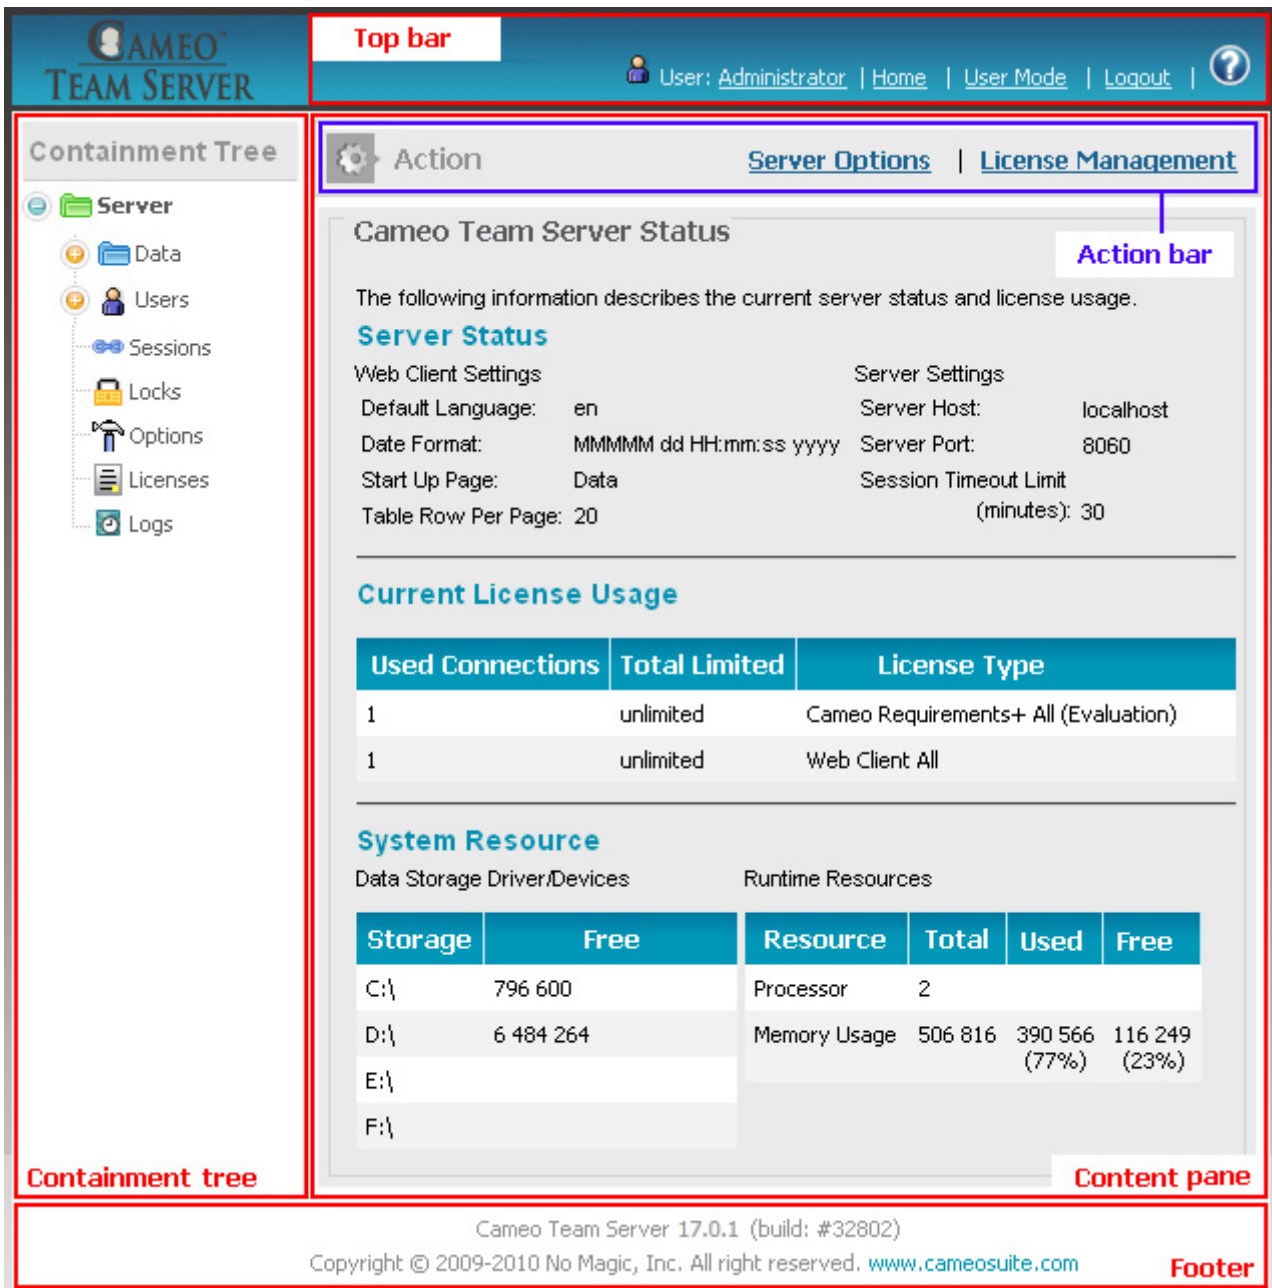 CAMEO™
TEAM SERVER
Top bar
User: Administrator | Home | User Mode | Logout | ?
Containment Tree
Server
Data
Users
Sessions
Locks
Options
Licenses
Logs
Containment tree
Action
Server Options | License Management
Action bar
Cameo Team Server Status
The following information describes the current server status and license usage.
Server Status
Web Client Settings Server Settings
Default Language: en Server Host: localhost
Date Format: MMMMM dd HH:mm:ss yyyy Server Port: 8060
Start Up Page: Data Session Timeout Limit
Table Row Per Page: 20 (minutes): 30
Current License Usage
Used Connections Total Limited License Type
1 unlimited Cameo Requirements+ All (Evaluation)
1 unlimited Web Client All
System Resource
Data Storage Driver/Devices Runtime Resources
Storage Free Resource Total Used Free
C:\ 796 600 Processor 2
D:\ 6 484 264 Memory Usage 506 816 390 566 116 249
(77%) (23%)
E:\
F:\
Content pane
Cameo Team Server 17.0.1 (build: #32802)
Copyright © 2009-2010 No Magic, Inc. All right reserved. www.cameosuite.com
Footer